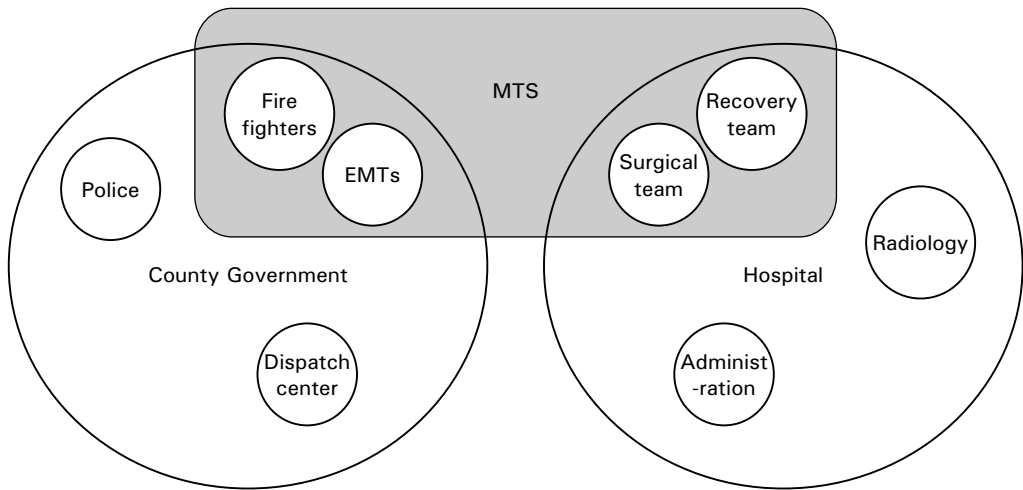 MTS
Fire
fighters
EMTs
Police
County Government
Dispatch
center
Recovery
team
Surgical
team
Radiology
Hospital
Administ
-ration